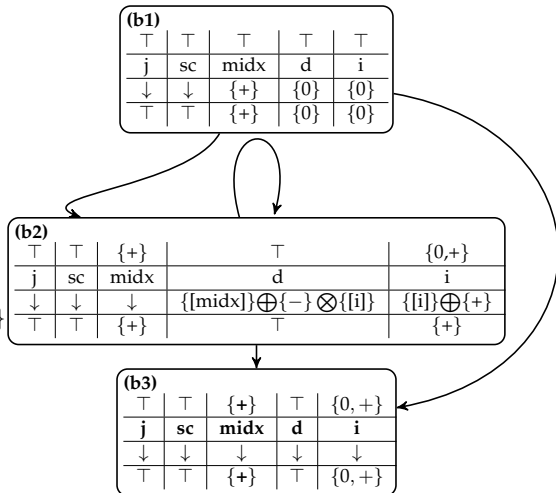 (b1)
⊤ ⊤ ⊤ ⊤ ⊤
j sc midx d i
↓ ↓ {+} {0} {0}
⊤ ⊤ {+} {0} {0}
(b2)
⊤ ⊤ {+} ⊤ {0,+}
j sc midx d i
↓ ↓ ↓ {[midx]}⨁{−}⨂{[i]} {[i]}⨁{+}
} ⊤ ⊤ {+} ⊤ {+}
(b3)
⊤ ⊤ {+} ⊤ {0, +}
j sc midx d i
↓ ↓ ↓ ↓ ↓
⊤ ⊤ {+} ⊤ {0, +}